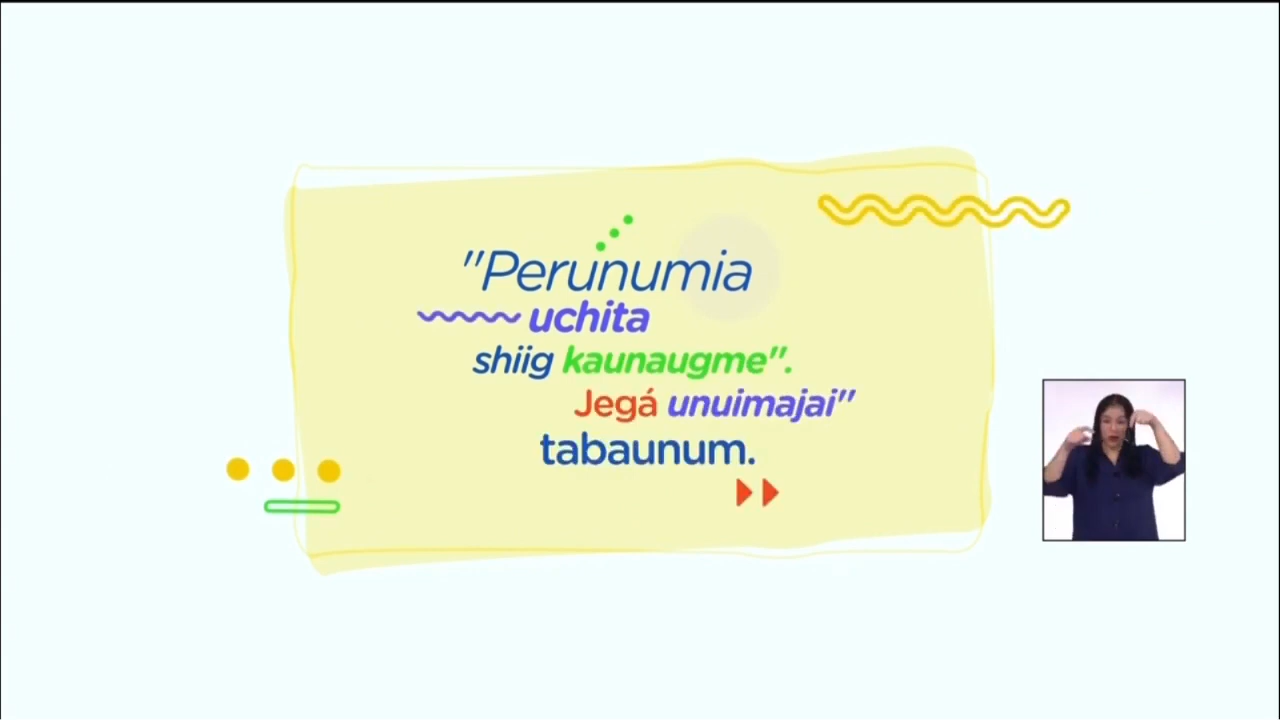 "Perunumia
uchita
shiig kaunaugme".
Jegá unuimajai"
tabaunum.